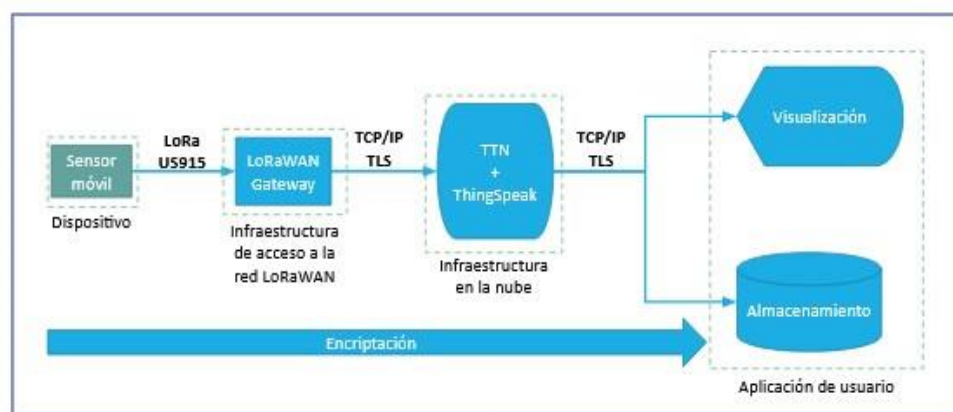 Sensor
móvil
Dispositivo
LoRa
US915
LoRaWAN
Gateway
Infraestructura
de acceso a la
red LoRaWAN
TCP/IP
TLS
TTN
+
ThingSpeak
Infraestructura
en la nube
TCP/IP
TLS
Visualización
Almacenamiento
Aplicación de usuario
Encriptación